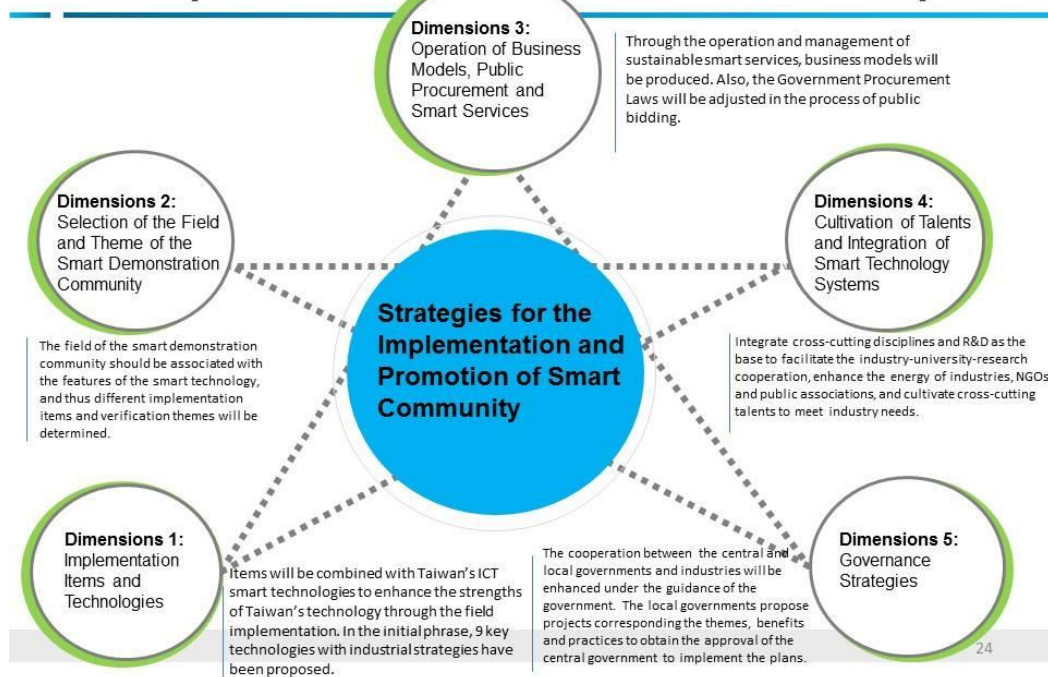 Dimensions 3:
Operation of Business
Models, Public
Procurement and
Smart Services
Through the operation and management of
sustainable smart services, business models will
be produced. Also, the Government Procurement
Laws will be adjusted in the process of public
bidding.
Dimensions 2:
Selection of the Field
and Theme of the
Smart Demonstration
Community
The field of the smart demonstration
community should be associated with
the features of the smart technology,
and thus different implementation
items and verification themes will be
determined.
Strategies for the
Implementation and
Promotion of Smart
Community
Dimensions 4:
Cultivation of Talents
and Integration of
Smart Technology
Systems
Integrate cross-cutting disciplines and R&D as the
base to facilitate the industry-university-research
cooperation, enhance the energy of industries, NGOs
and public associations, and cultivate cross-cutting
talents to meet industry needs.
Dimensions 1:
Implementation
Items and
Technologies
Items will be combined with Taiwan's ICT
smart technologies to enhance the strengths
of Taiwan's technology through the field
implementation. In the initial phrase, 9 key
technologies with industrial strategies have
been proposed.
The cooperation between the central and
local governments and industries will be
enhanced under the guidance of the
government. The local governments propose
projects corresponding the themes, benefits
and practices to obtain the approval of the
central government to implement the plans.
Dimensions 5:
Governance
Strategies
24